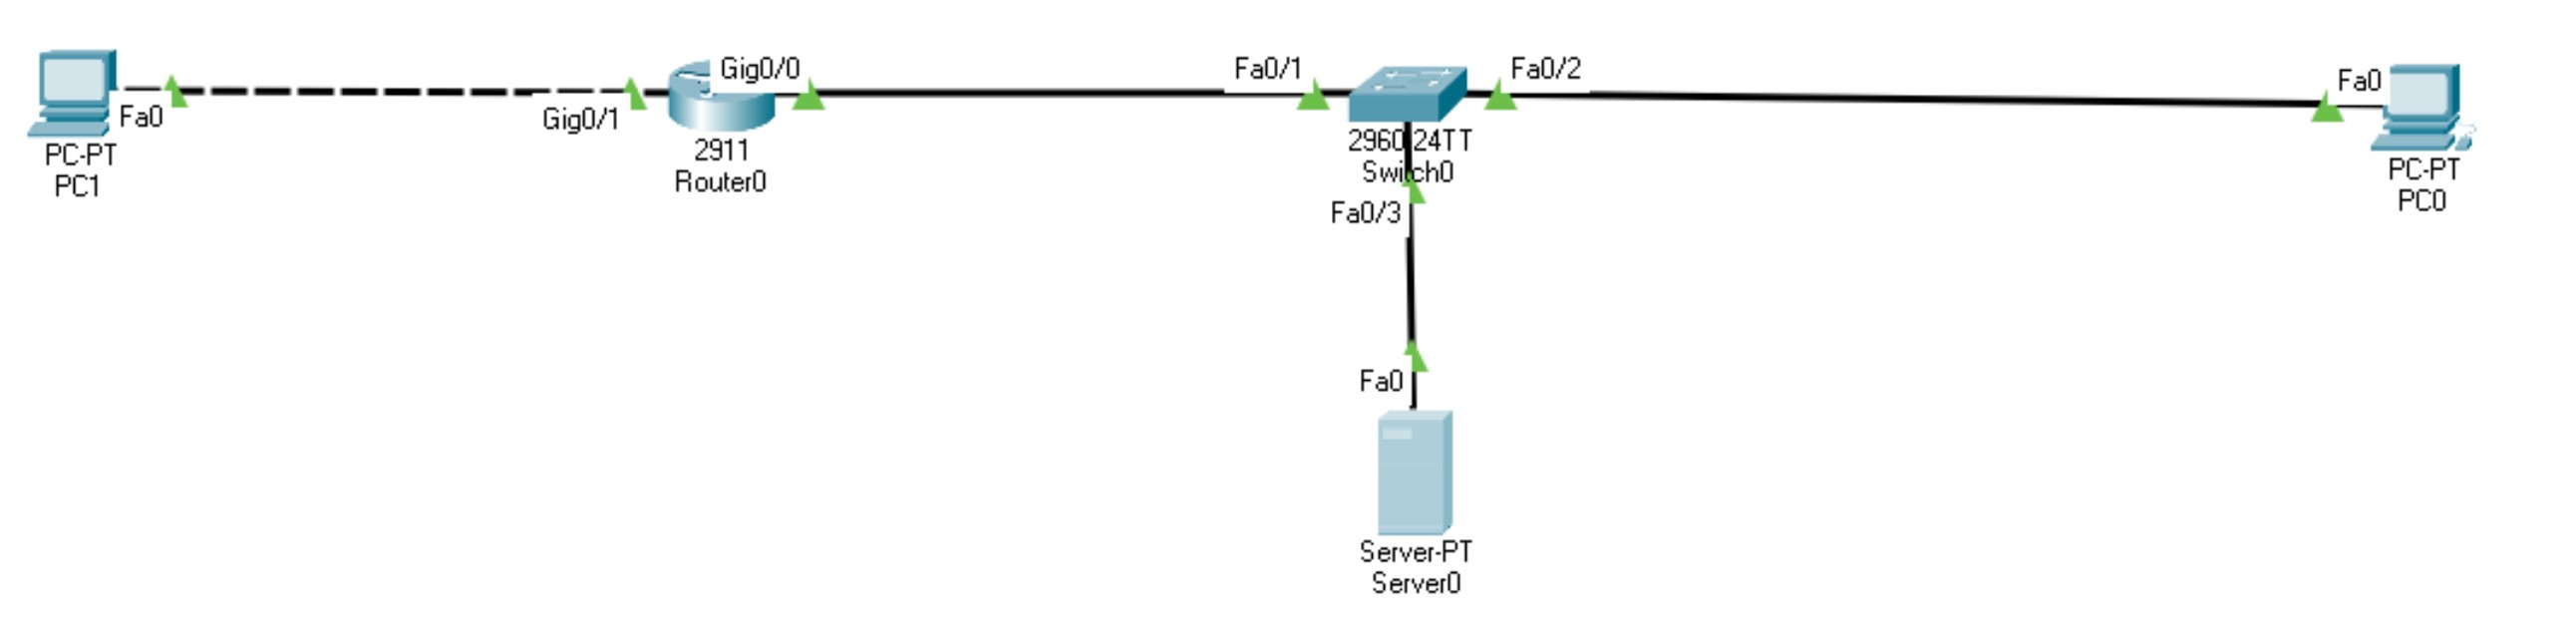 Fa0
PC-PT
PC1
Gig0/1
Gig0/0
2911
Router0
Fa0/1
Fa0/2
2960-24TT
Switch0
Fa0/3
Fa0
Server-PT
Server0
Fa0
PC-PT
PC0